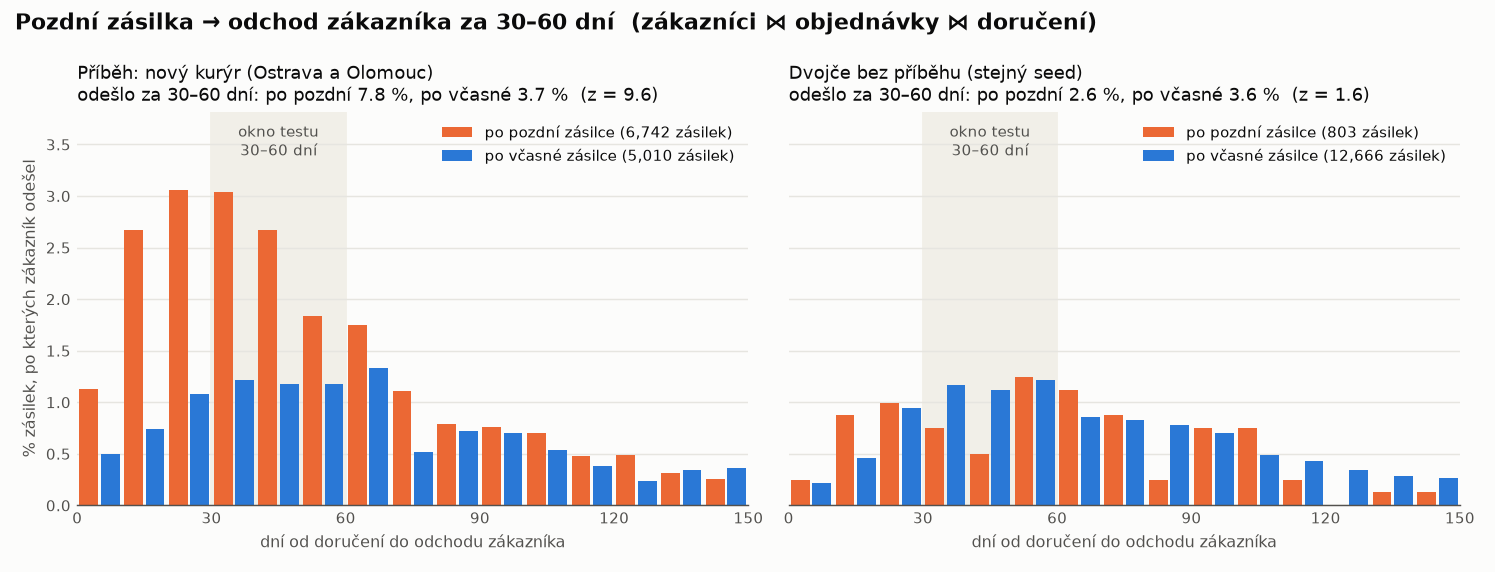 Pozdní zásilka → odchod zákazníka za 30–60 dní  (zákazníci ⋈ objednávky ⋈ doručení)
Příběh: nový kurýr (Ostrava a Olomouc)
odešlo za 30–60 dní: po pozdní 7.8 %, po včasné 3.7 %  (z = 9.6)
okno testu
30–60 dní
po pozdní zásilce (6,742 zásilek)
po včasné zásilce (5,010 zásilek)
% zásilek, po kterých zákazník odešel
3.5
3.0
2.5
2.0
1.5
1.0
0.5
0.0
0
30
60
90
120
150
dní od doručení do odchodu zákazníka
Dvojče bez příběhu (stejný seed)
odešlo za 30–60 dní: po pozdní 2.6 %, po včasné 3.6 %  (z = 1.6)
okno testu
30–60 dní
po pozdní zásilce (803 zásilek)
po včasné zásilce (12,666 zásilek)
0
30
60
90
120
150
dní od doručení do odchodu zákazníka